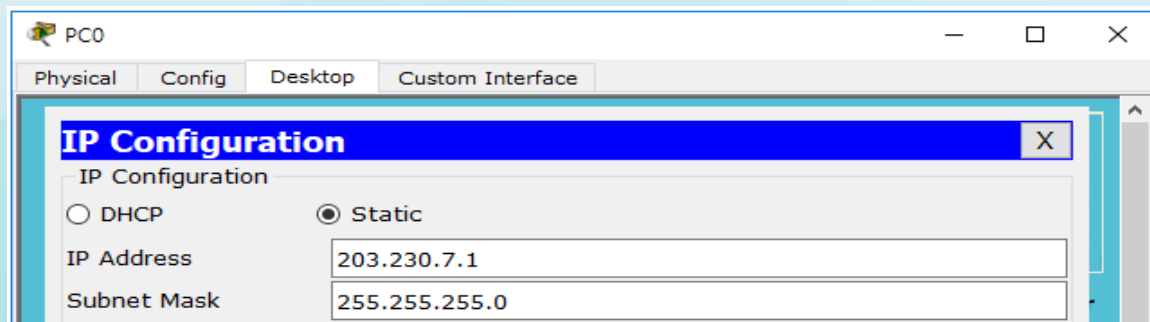 PC0
Physical Config Desktop Custom Interface
IP Configuration X
IP Configuration
DHCP Static
IP Address 203.230.7.1
Subnet Mask 255.255.255.0